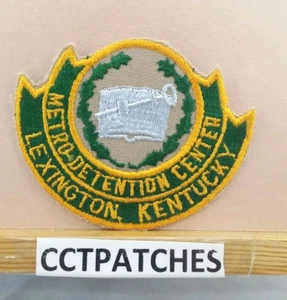 METRO-DETENTION CENTER
LEXINGTON, KENTUCKY
CCTPATCHES